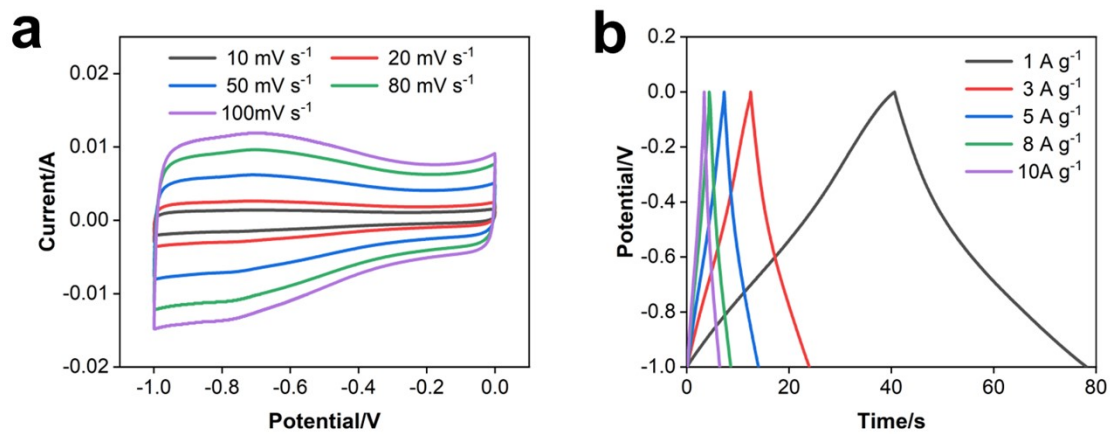 a
10 mV s⁻¹ 20 mV s⁻¹
50 mV s⁻¹ 80 mV s⁻¹
100mV s⁻¹
0.02
0.01
0.00
-0.01
-0.02
Current/A
-1.0 -0.8 -0.6 -0.4 -0.2 0.0
Potential/V
b
1 A g⁻¹
3 A g⁻¹
5 A g⁻¹
8 A g⁻¹
10A g⁻¹
0.2
0.0
-0.2
-0.4
-0.6
-0.8
-1.0
Potential/V
0 20 40 60 80
Time/s